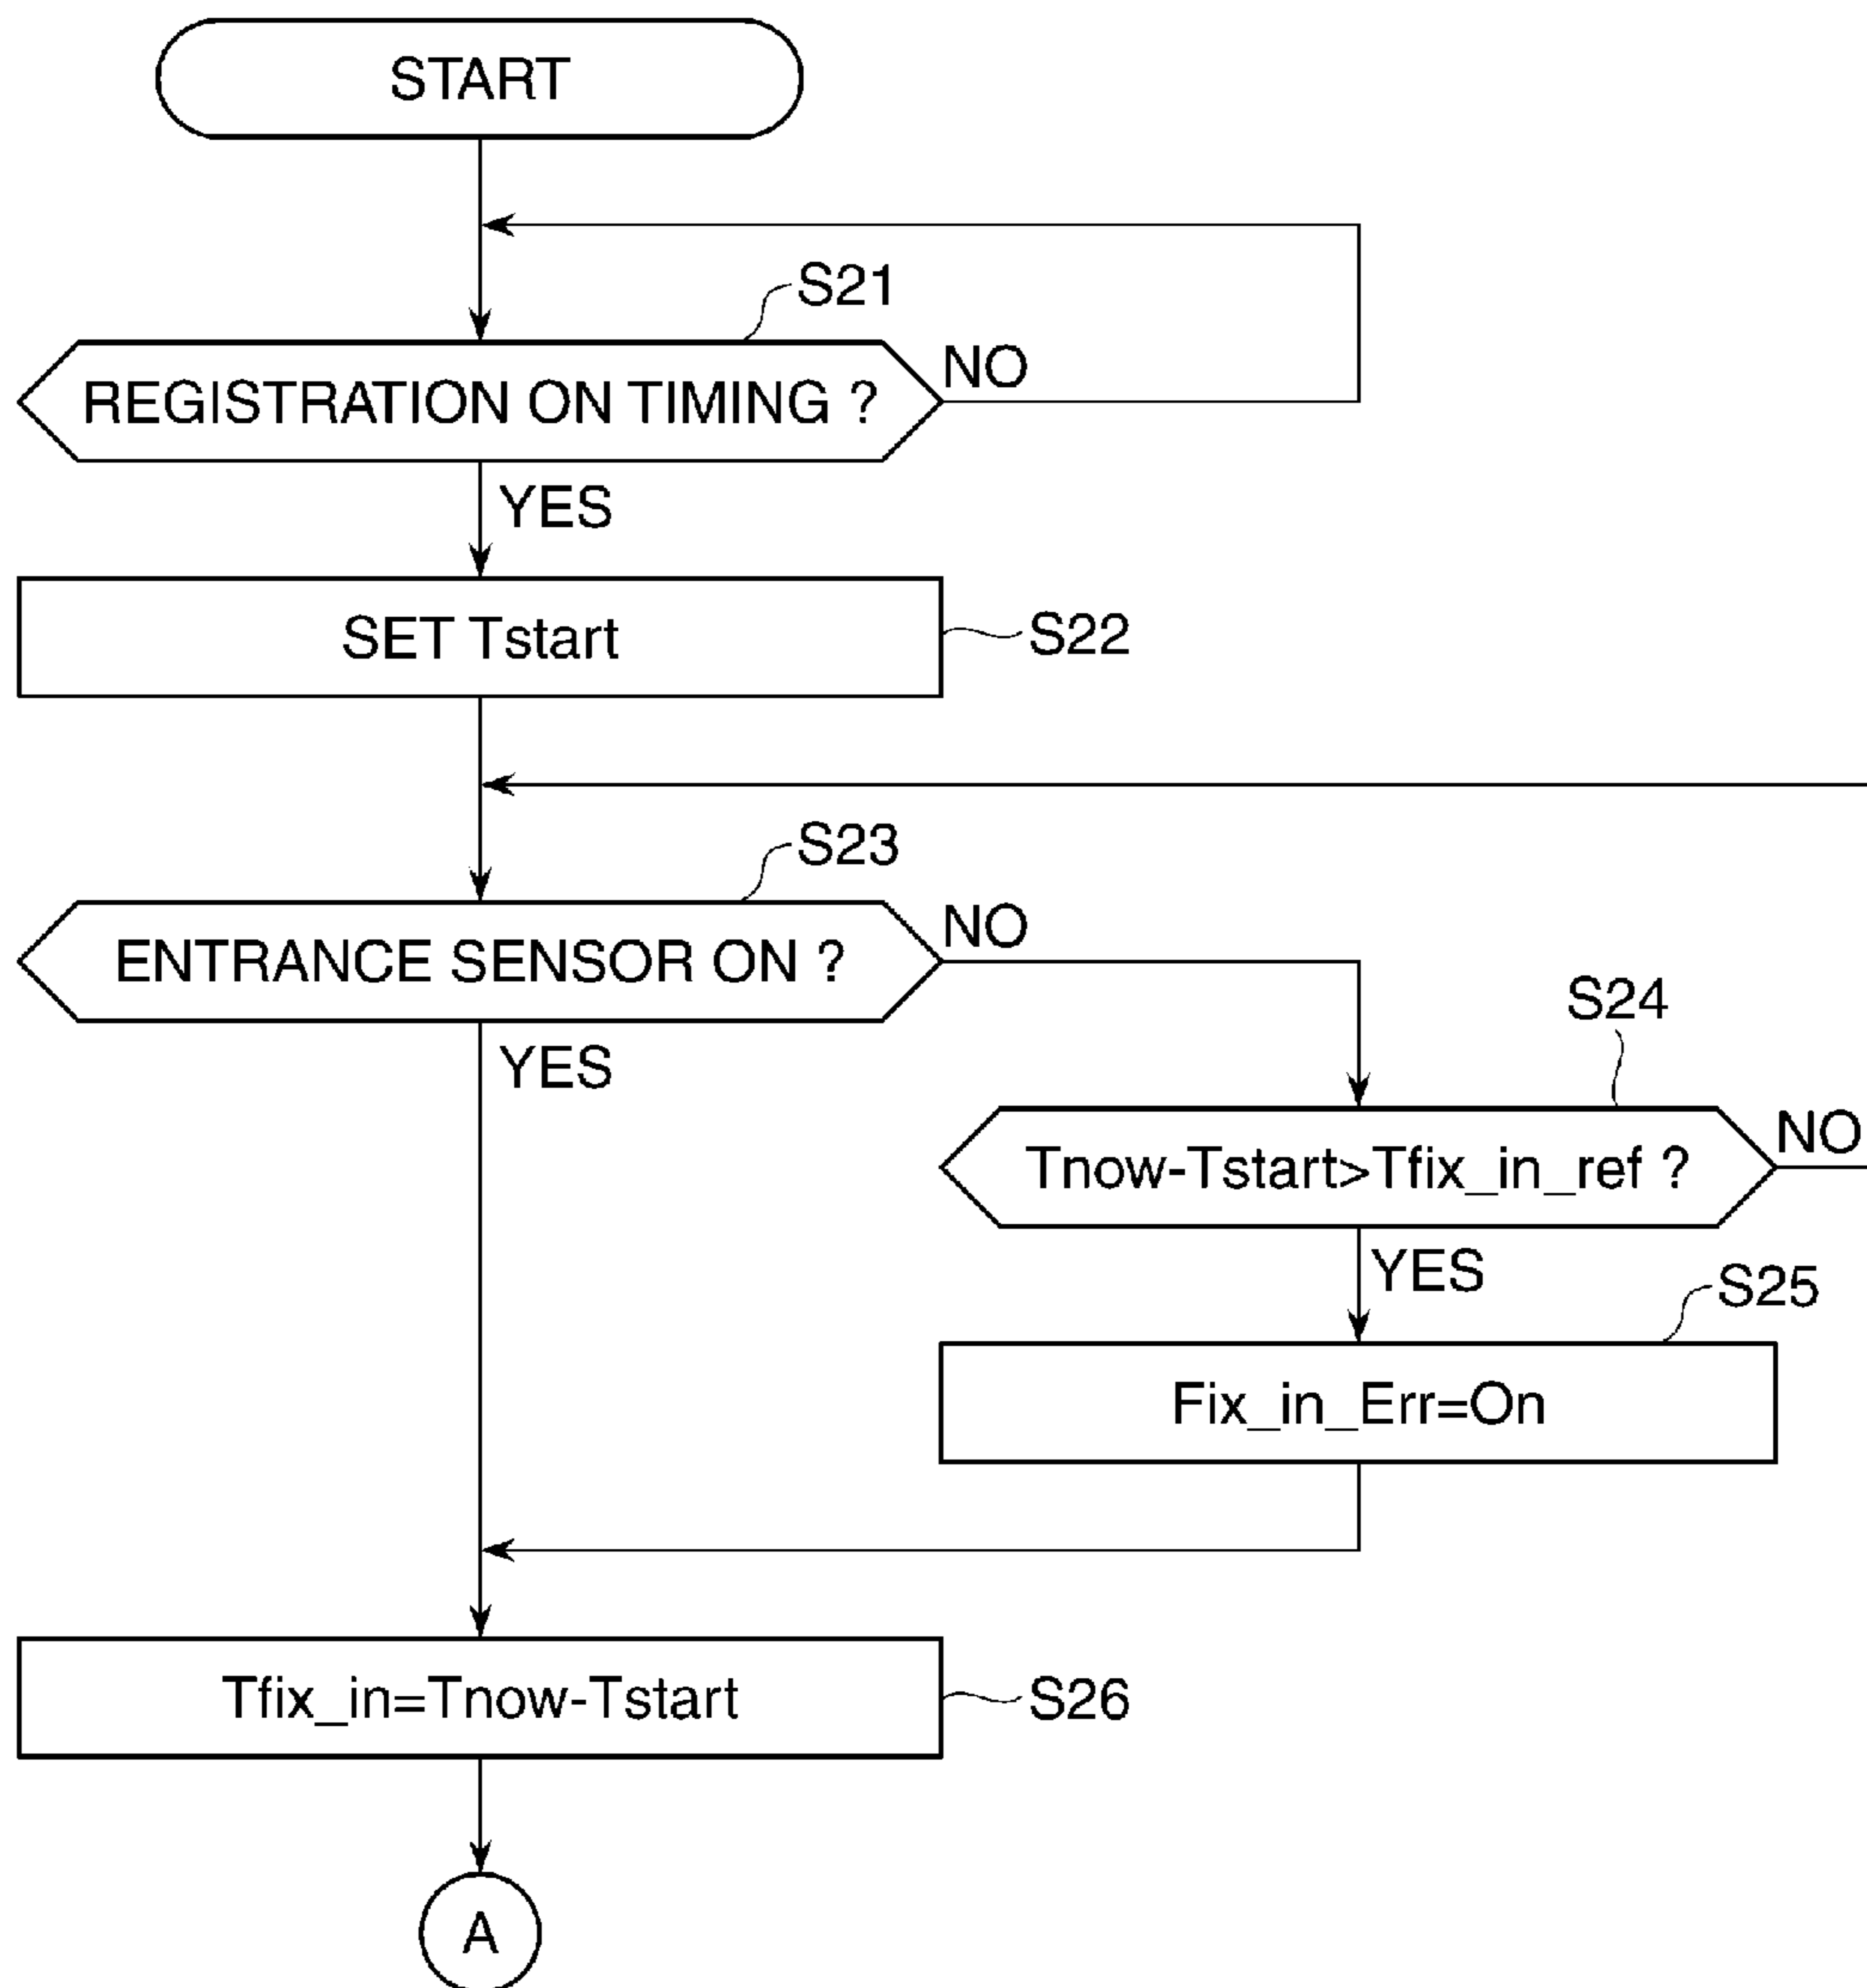 START
S21
REGISTRATION ON TIMING ?
NO
YES
SET Tstart
S22
S23
ENTRANCE SENSOR ON ?
NO
YES
S24
Tnow-Tstart>Tfix_in_ref ?
NO
YES
S25
Fix_in_Err=On
Tfix_in=Tnow-Tstart
S26
A